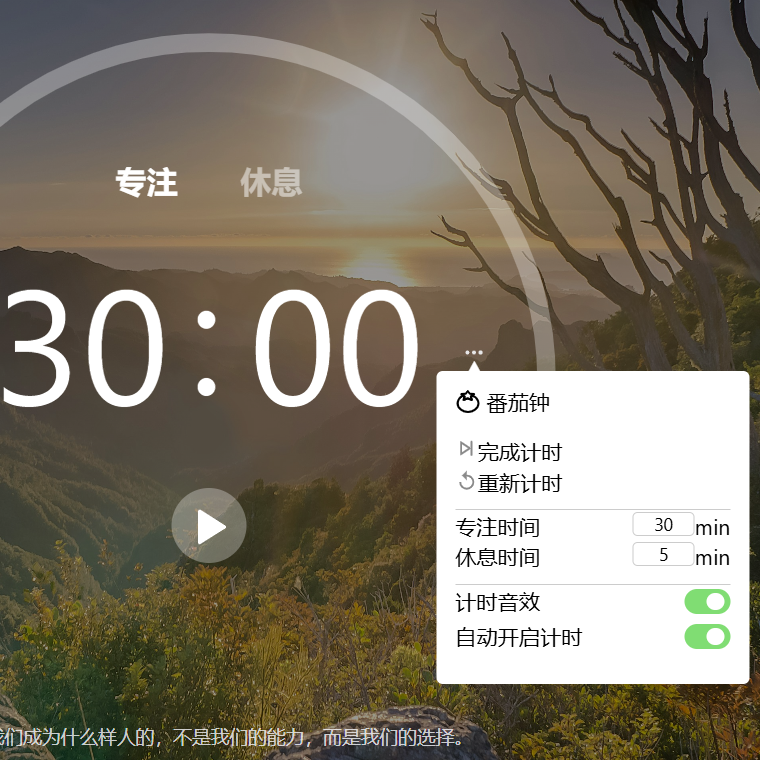 专注 休息
30:00
番茄钟
完成计时
重新计时
专注时间 30 min
休息时间 5 min
计时音效
自动开启计时
们成为什么样人的，不是我们的能力，而是我们的选择。